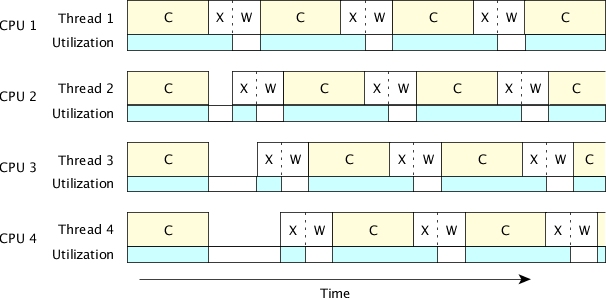 Thread 1 C X W C X W C X W C
CPU 1
Utilization
Thread 2 C X W C X W C X W C
CPU 2
Utilization
Thread 3 C X W C X W C X W C
CPU 3
Utilization
Thread 4 C X W C X W C X W
CPU 4
Utilization
Time